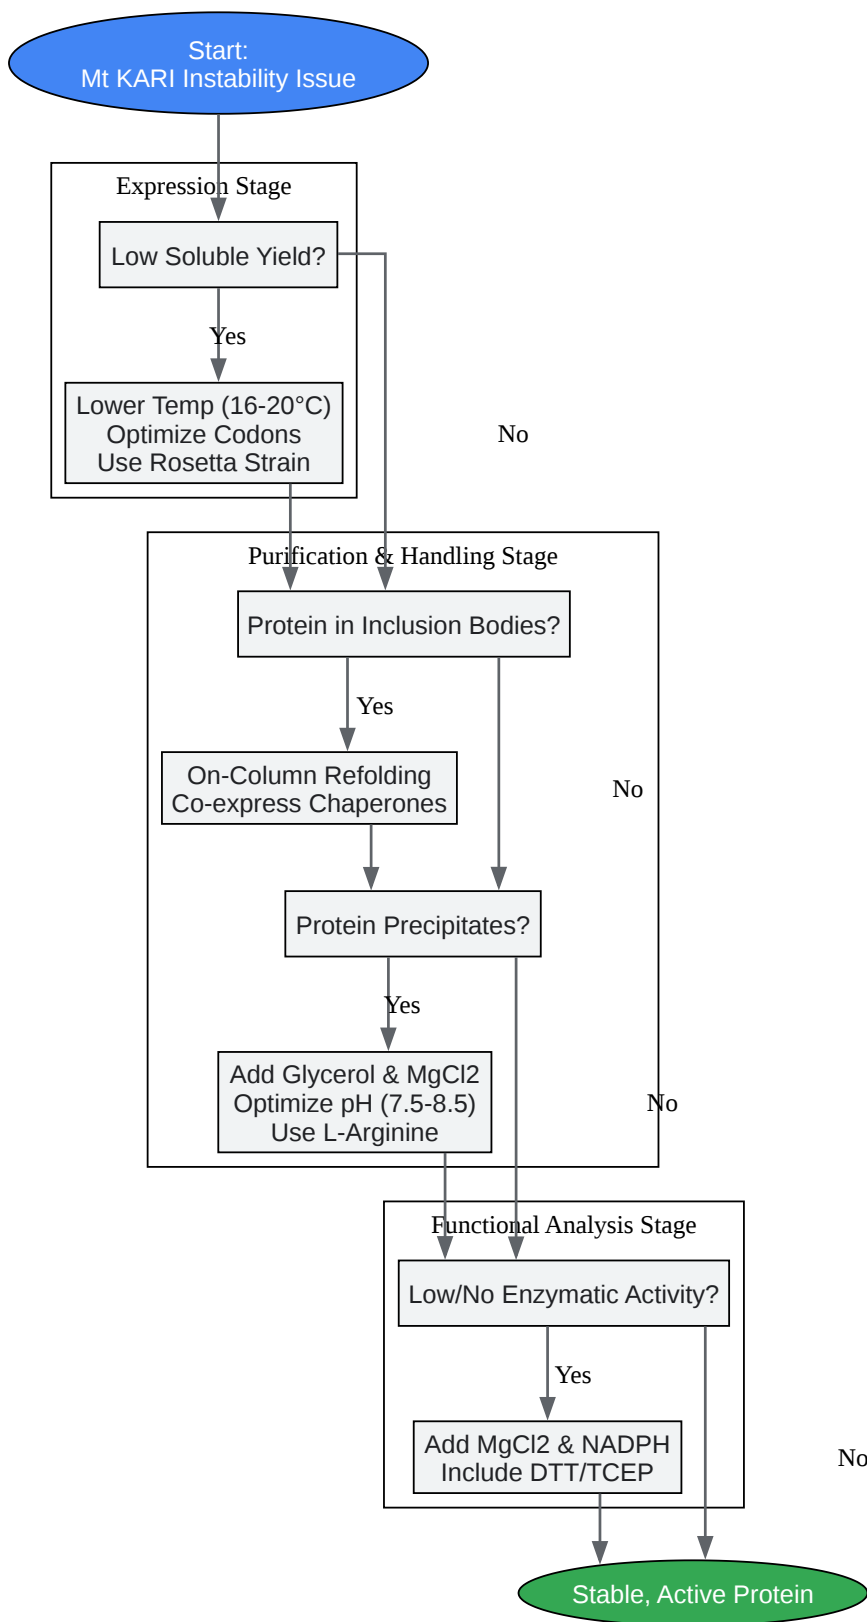 Start:
Mt KARI Instability Issue
Expression Stage
Low Soluble Yield?
Yes
Lower Temp (16-20°C)
Optimize Codons
Use Rosetta Strain
No
Purification & Handling Stage
Protein in Inclusion Bodies?
Yes
On-Column Refolding
Co-express Chaperones
No
Protein Precipitates?
Yes
Add Glycerol & MgCl2
Optimize pH (7.5-8.5)
Use L-Arginine
No
Functional Analysis Stage
Low/No Enzymatic Activity?
Yes
Add MgCl2 & NADPH
Include DTT/TCEP
No
Stable, Active Protein